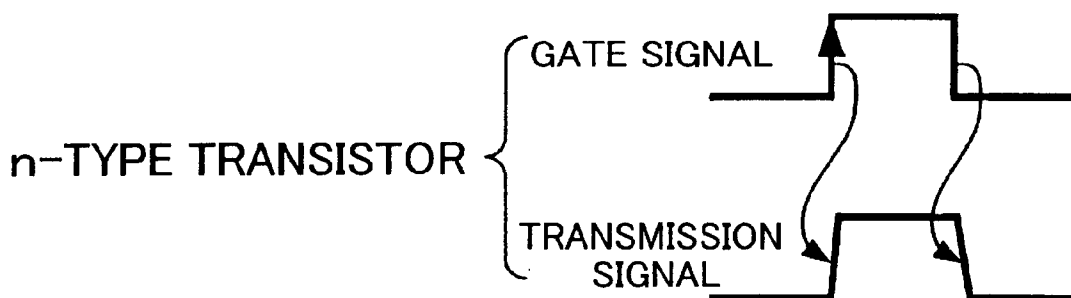 GATE SIGNAL
n-TYPE TRANSISTOR
TRANSMISSION
SIGNAL